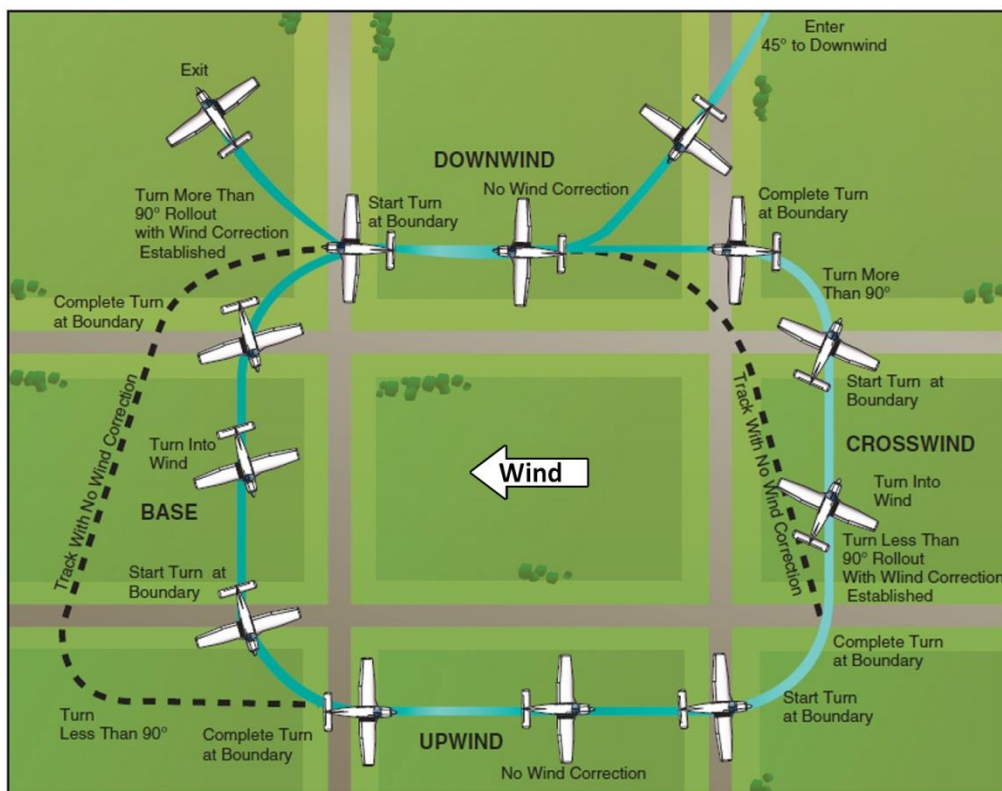 Enter
45° to Downwind
Exit
DOWNWIND
No Wind Correction
Turn More Than
90° Rollout
with Wind Correction
Established
Start Turn
at Boundary
Complete Turn
at Boundary
Turn More
Than 90°
Complete Turn
at Boundary
Start Turn at
Boundary
Track With No Wind Correction
Track With No Wind Correction
Turn Into
Wind
Wind
CROSSWIND
Turn Into
Wind
BASE
Turn Less Than
90° Rollout
With WIind Correction
Established
Start Turn at
Boundary
Complete Turn
at Boundary
Start Turn
at Boundary
Turn
Less Than 90°
Complete Turn
at Boundary
UPWIND
No Wind Correction